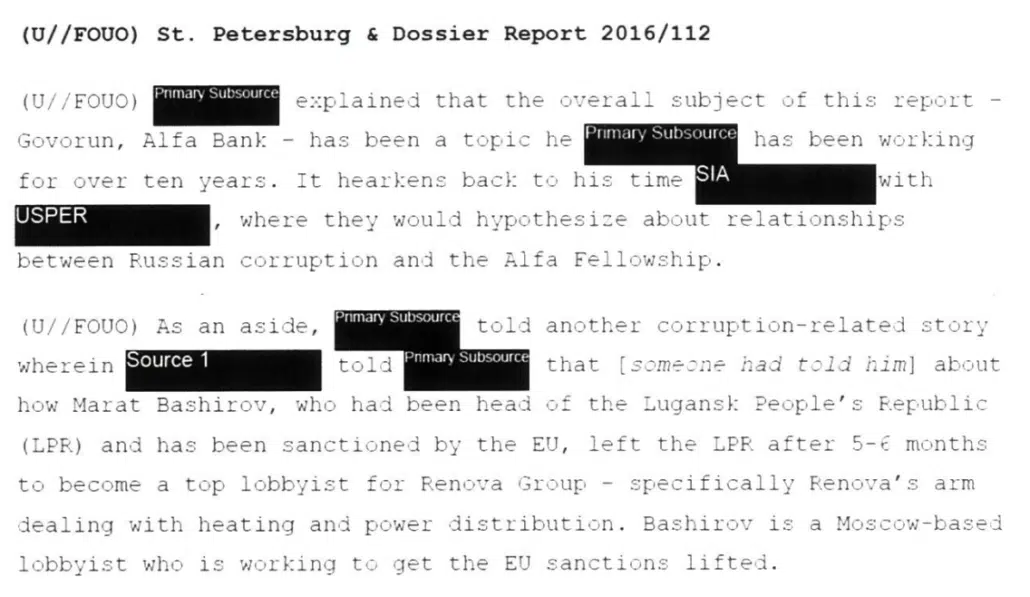 (U//FOUO) St. Petersburg & Dossier Report 2016/112
(U//FOUO) Primary Subsource explained that the overall subject of this report –
Govorun, Alfa Bank – has been a topic he Primary Subsource has been working
for over ten years. It hearkens back to his time SIA with
USPER , where they would hypothesize about relationships
between Russian corruption and the Alfa Fellowship.
(U//FOUO) As an aside, Primary Subsource told another corruption-related story
wherein Source 1 told Primary Subsource that [someone had told him] about
how Marat Bashirov, who had been head of the Lugansk People's Republic
(LPR) and has been sanctioned by the EU, left the LPR after 5-6 months
to become a top lobbyist for Renova Group – specifically Renova's arm
dealing with heating and power distribution. Bashirov is a Moscow-based
lobbyist who is working to get the EU sanctions lifted.